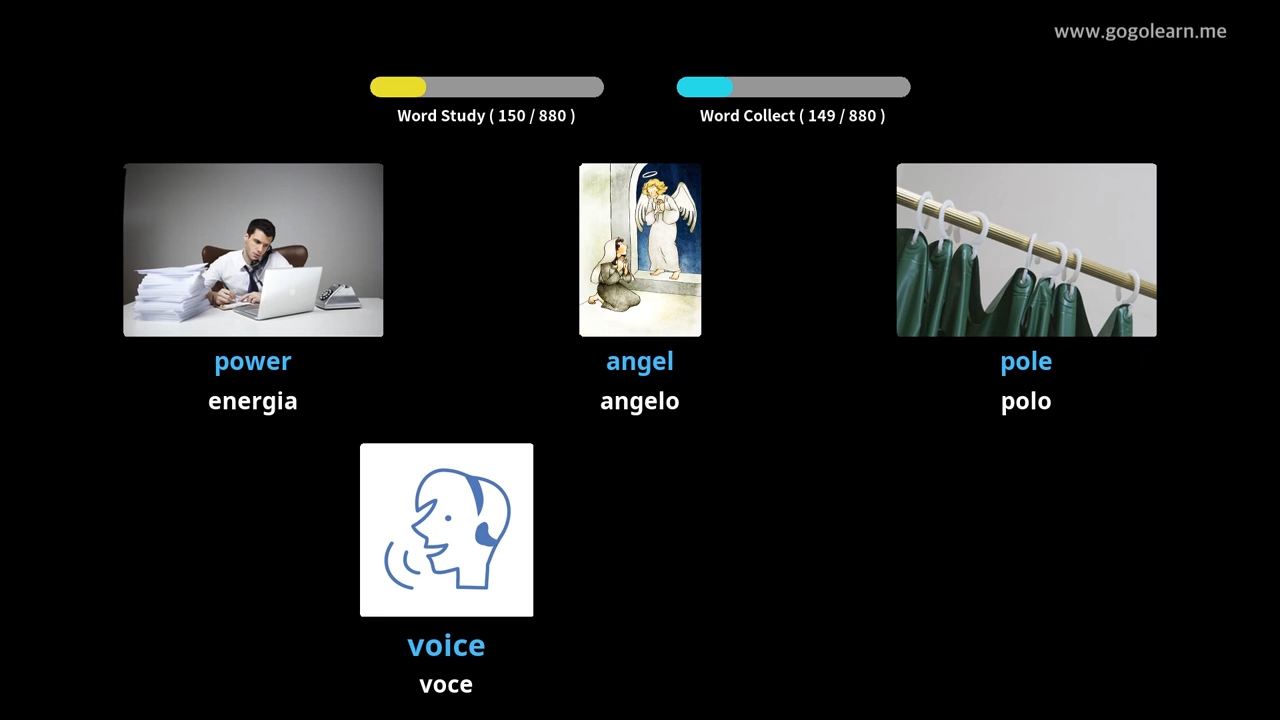 www.gogolearn.me
Word Study ( 150 / 880 )
Word Collect ( 149 / 880 )
power
energia
angel
angelo
pole
polo
voice
voce